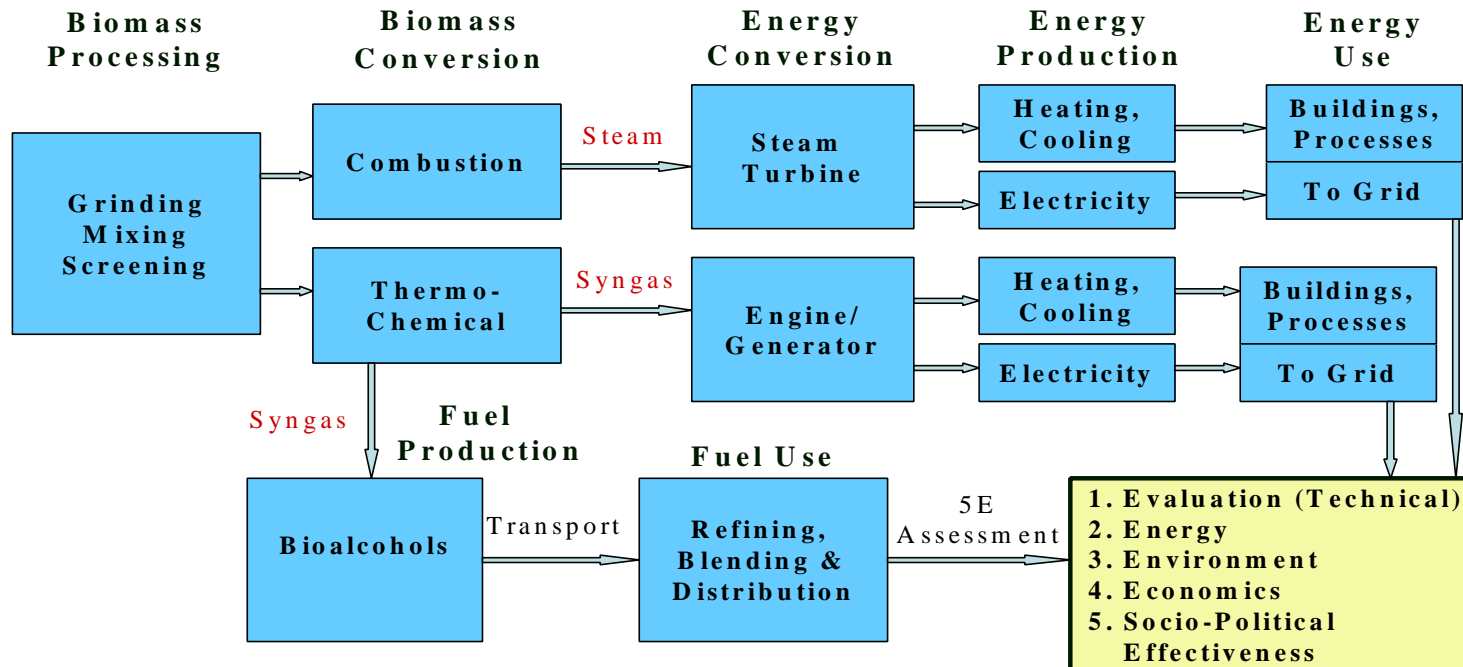 Biomass
Processing
Biomass
Conversion
Energy
Conversion
Energy
Production
Energy
Use
Grinding
Mixing
Screening
Combustion
Steam
Steam
Turbine
Heating,
Cooling
Electricity
Buildings,
Processes
To Grid
Thermo-
Chemical
Syngas
Engine/
Generator
Heating,
Cooling
Electricity
Buildings,
Processes
To Grid
Syngas
Fuel
Production
Bioalcohols
Transport
Fuel Use
Refining,
Blending &
Distribution
5E
Assessment
1. Evaluation (Technical)
2. Energy
3. Environment
4. Economics
5. Socio-Political
Effectiveness